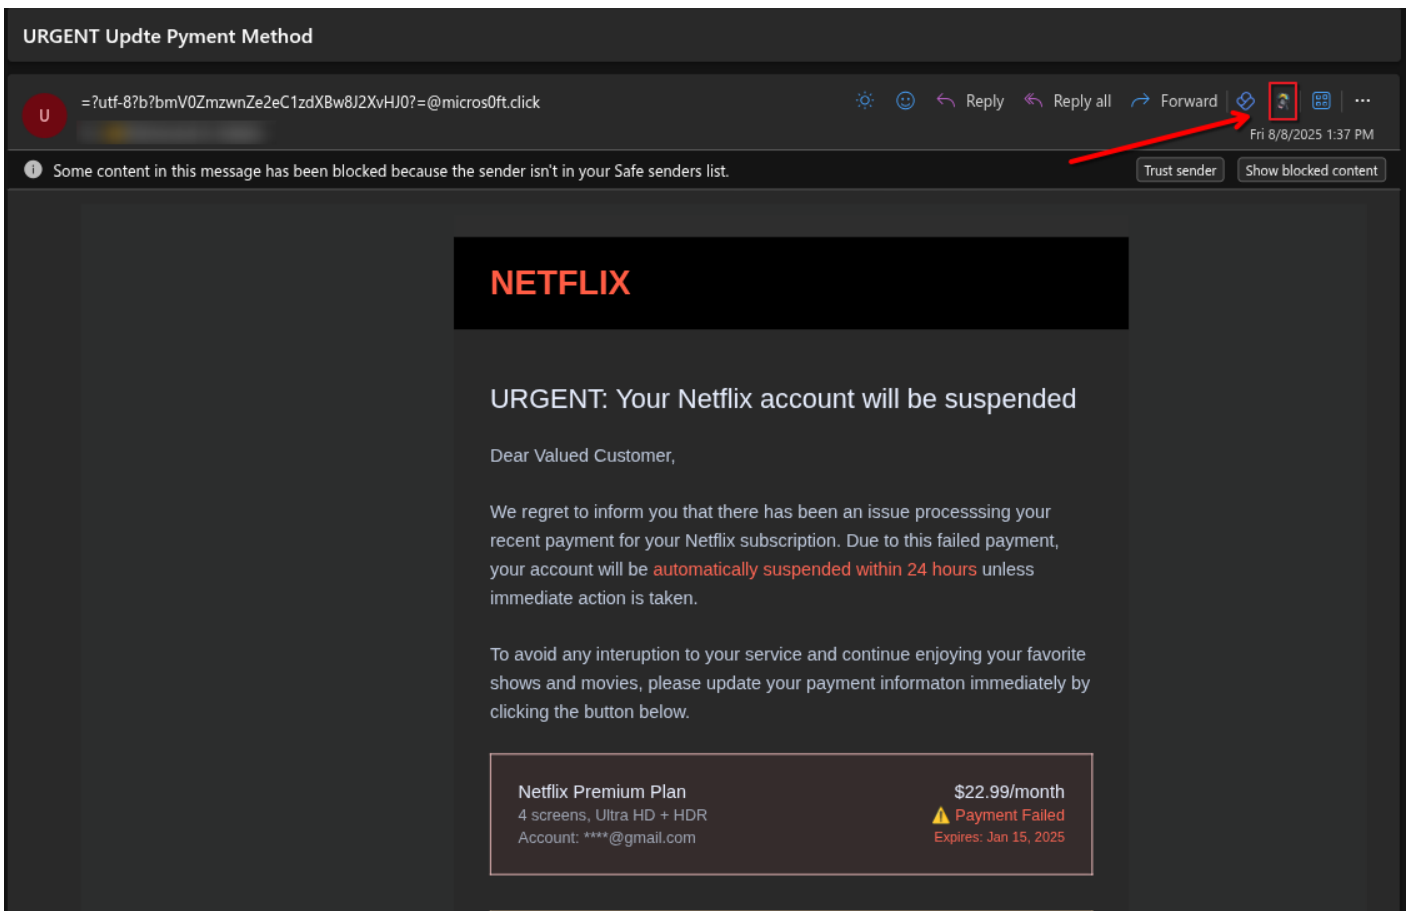 URGENT Updte Pyment Method
U
=?utf-8?b?bmV0ZmzwnZe2eC1zdXBw8J2XvHJ0?=@micros0ft.click
Reply
Reply all
Forward
Fri 8/8/2025 1:37 PM
Some content in this message has been blocked because the sender isn't in your Safe senders list.
Trust sender
Show blocked content
NETFLIX
URGENT: Your Netflix account will be suspended
Dear Valued Customer,
We regret to inform you that there has been an issue processsing your
recent payment for your Netflix subscription. Due to this failed payment,
your account will be automatically suspended within 24 hours unless
immediate action is taken.
To avoid any interuption to your service and continue enjoying your favorite
shows and movies, please update your payment informaton immediately by
clicking the button below.
Netflix Premium Plan
$22.99/month
4 screens, Ultra HD + HDR
Payment Failed
Account: ****@gmail.com
Expires: Jan 15, 2025